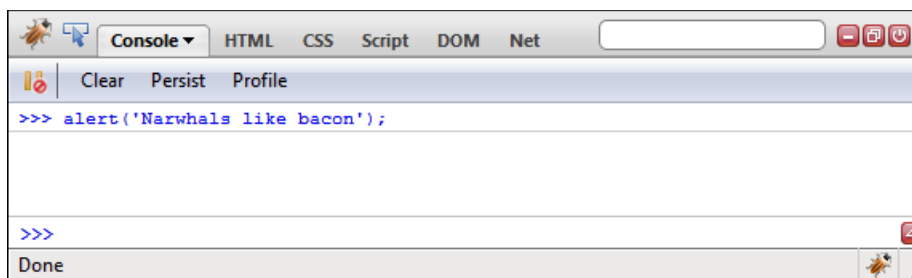 Console HTML CSS Script DOM Net
Clear Persist Profile
>>> alert('Narwhals like bacon');
>>>
Done